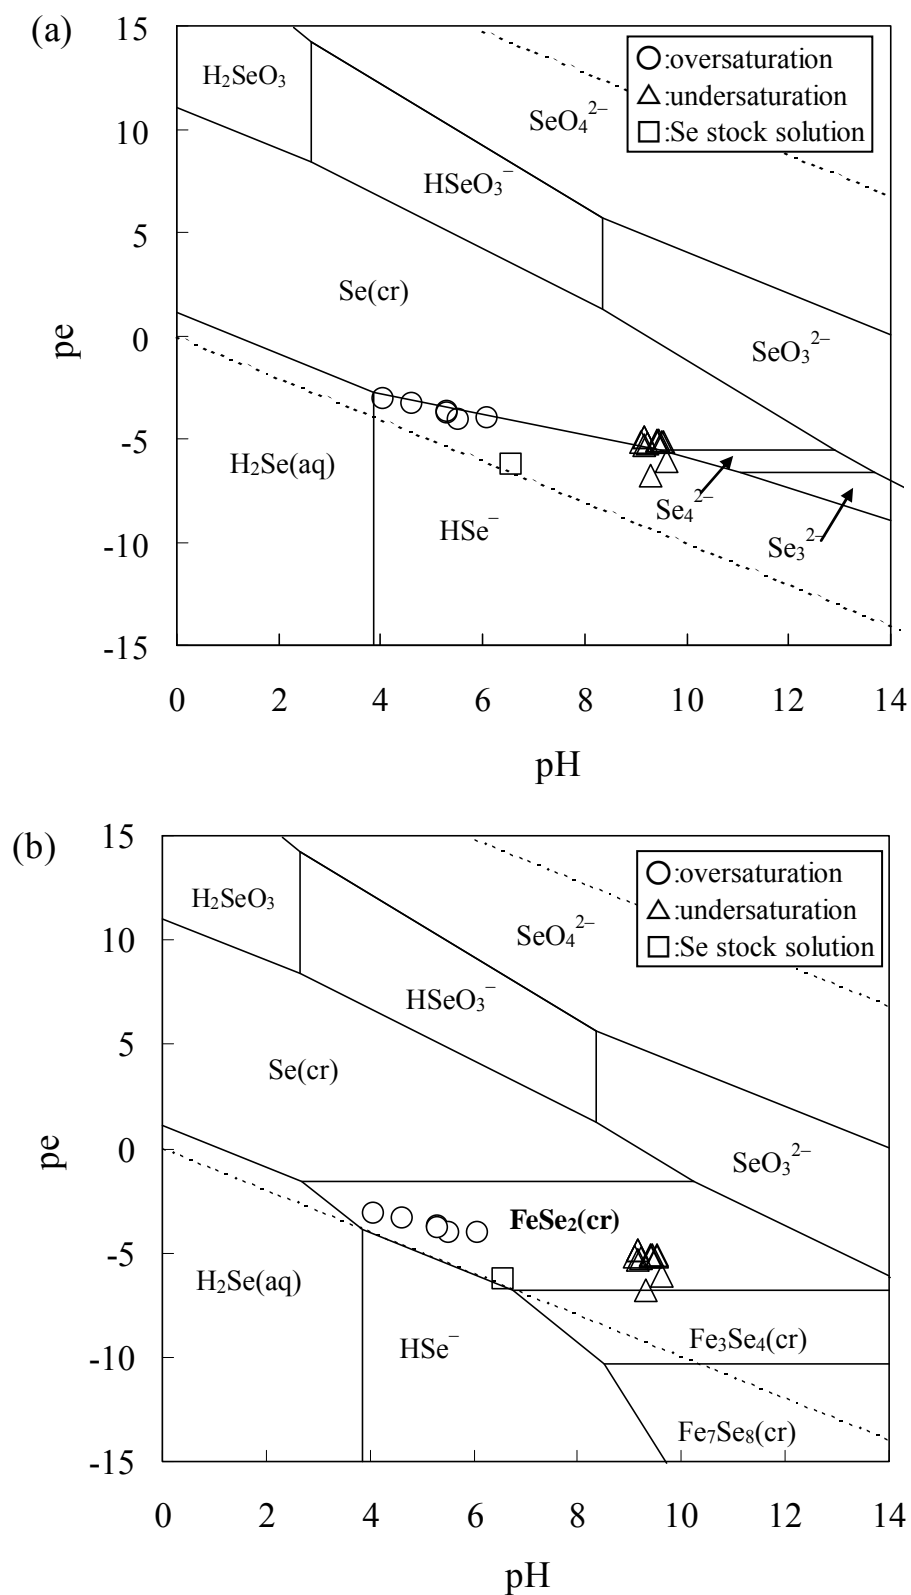 (a)
15
10
5
0
-5
-10
-15
pe
H₂SeO₃
SeO₄²⁻
HSeO₃⁻
Se(cr)
SeO₃²⁻
H₂Se(aq)
HSe⁻
Se₄²⁻
Se₃²⁻
○:oversaturation
△:undersaturation
□:Se stock solution
0 2 4 6 8 10 12 14
pH
(b)
15
10
5
0
-5
-10
-15
pe
H₂SeO₃
SeO₄²⁻
HSeO₃⁻
Se(cr)
SeO₃²⁻
FeSe₂(cr)
H₂Se(aq)
HSe⁻
Fe₃Se₄(cr)
Fe₇Se₈(cr)
○:oversaturation
△:undersaturation
□:Se stock solution
0 2 4 6 8 10 12 14
pH